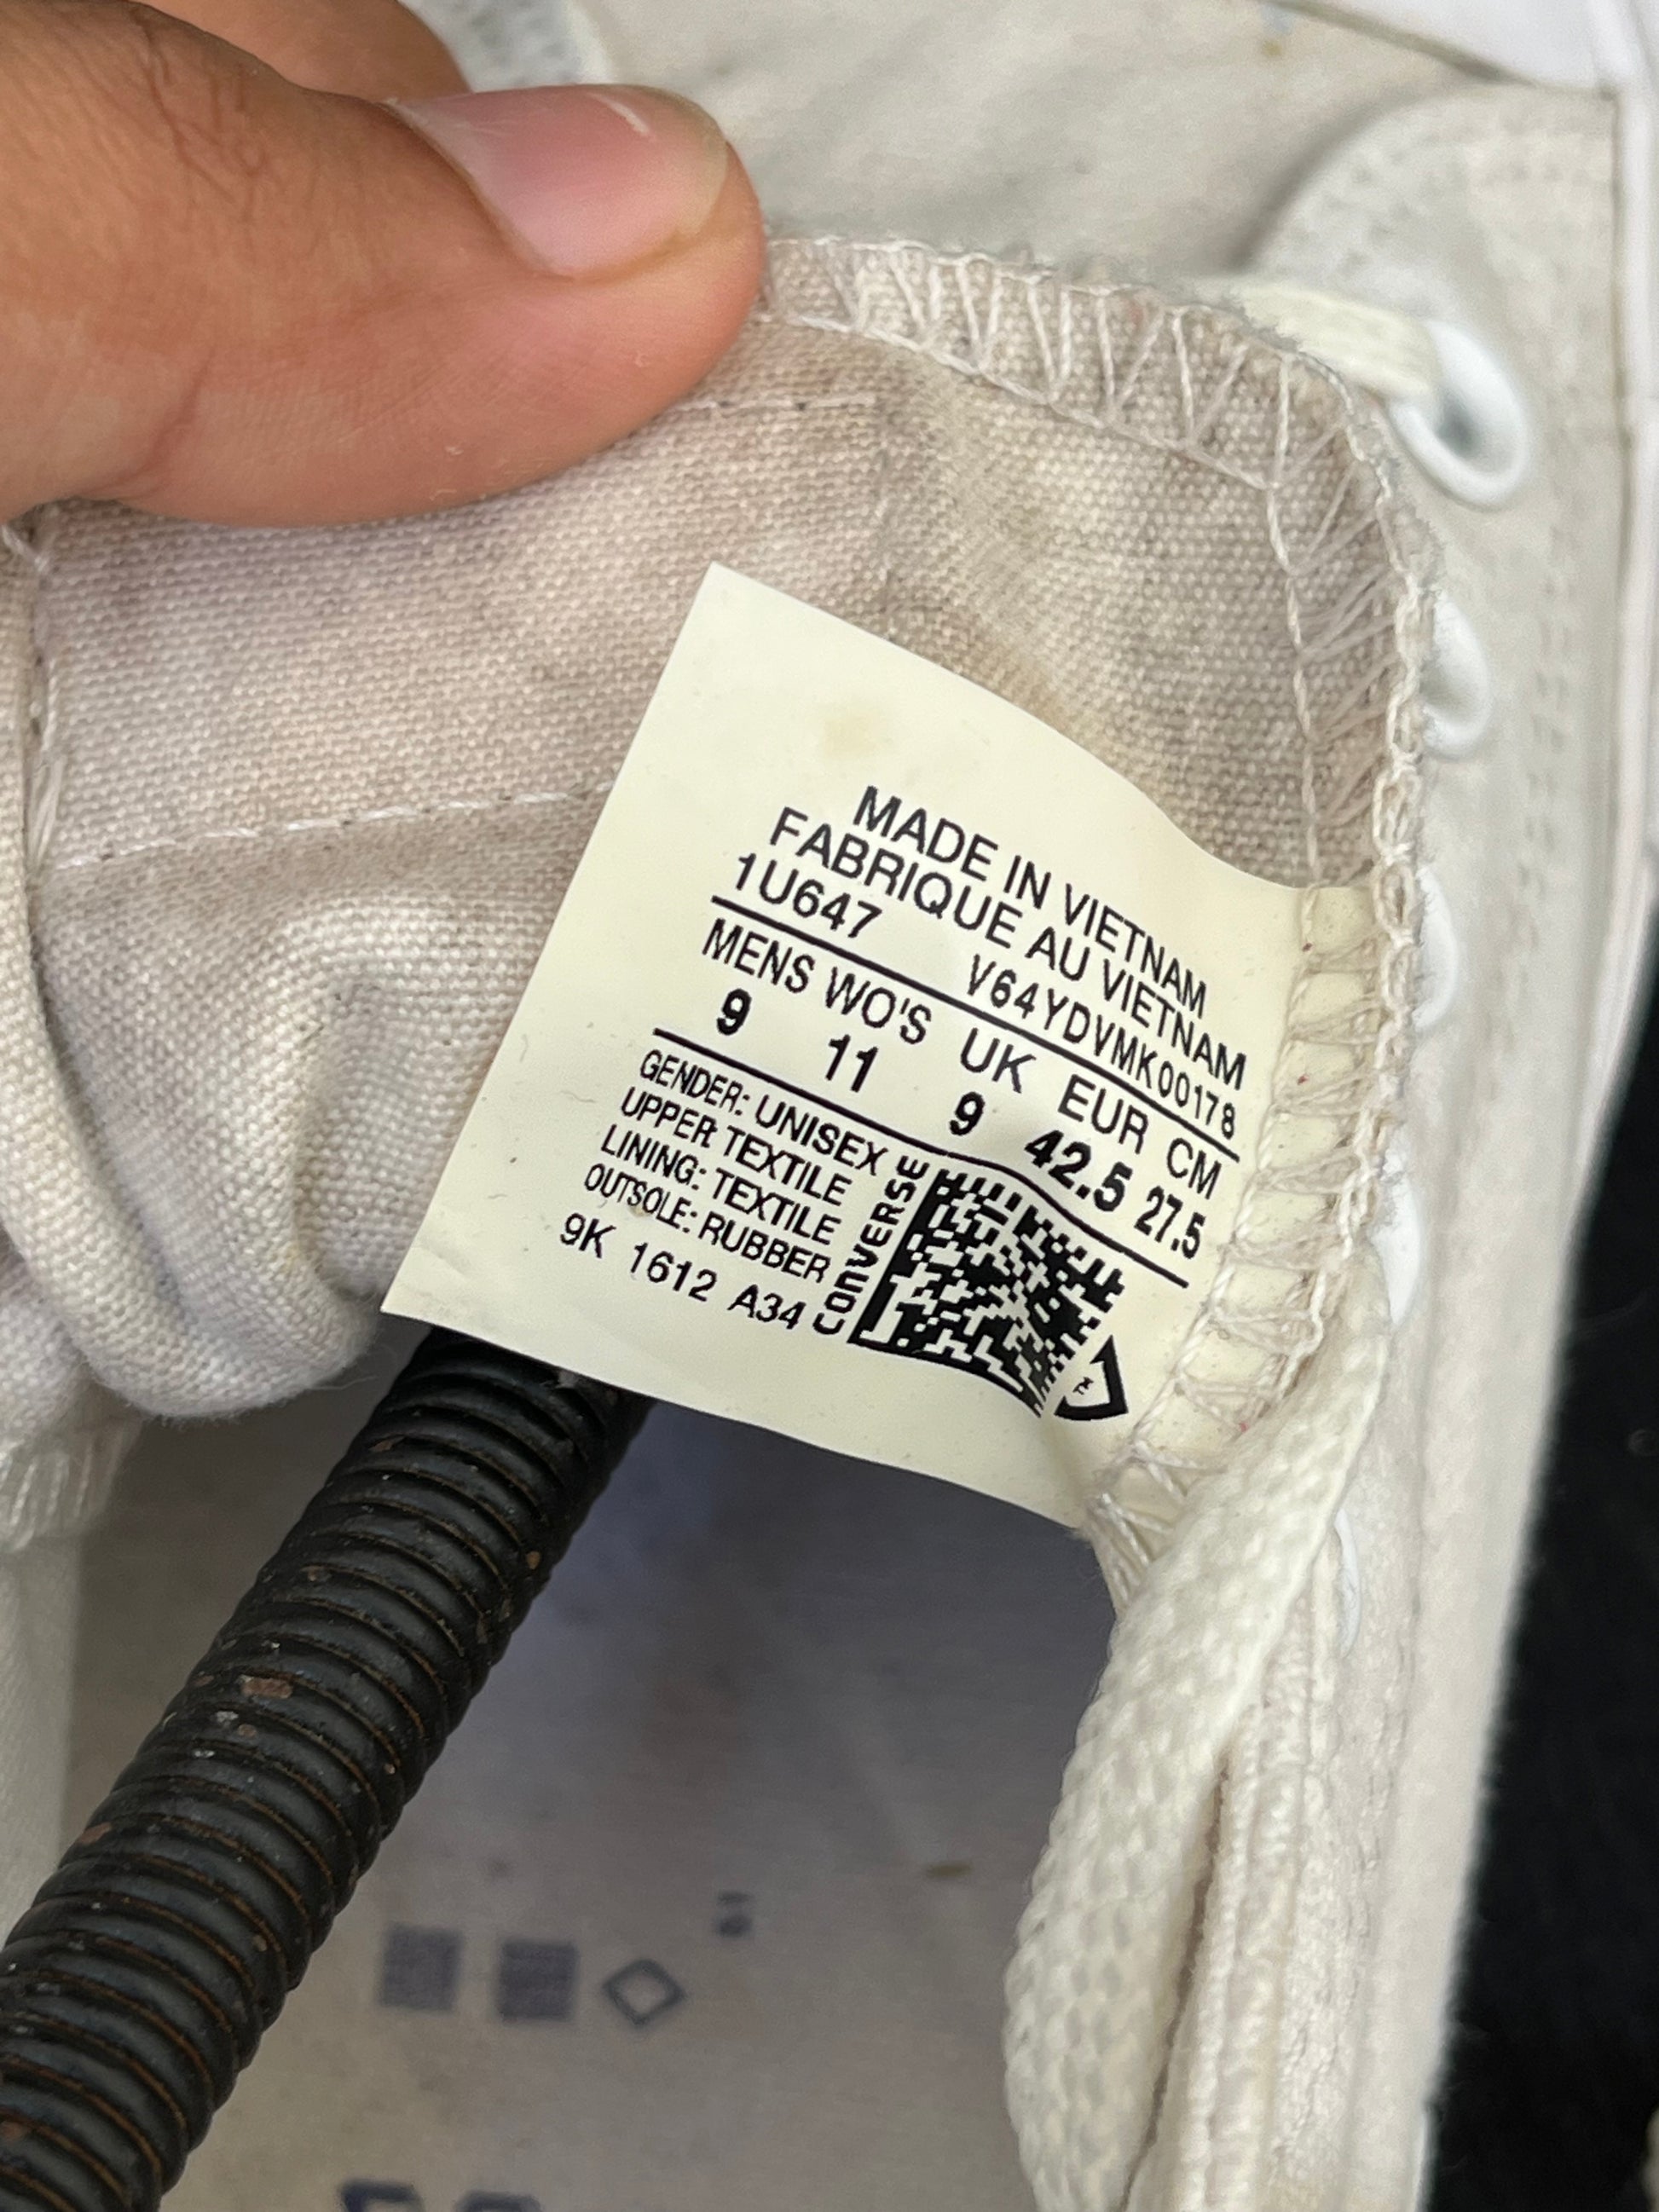 MADE IN VIETNAM
FABRIQUE AU VIETNAM
1U647 V64YDVMK00178
MENS WO'S UK EUR CM
9 11 9 42.5 27.5
GENDER: UNISEX
UPPER TEXTILE
LINING: TEXTILE
OUTSOLE: RUBBER
9K 1612 A34
CONVERSE
TM